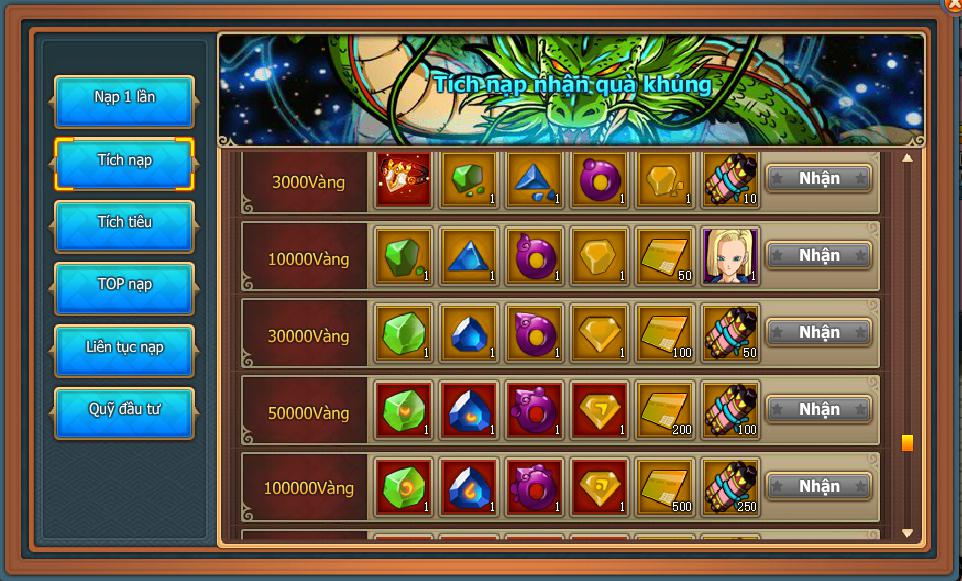 Tích nạp nhận quà khủng
Nạp 1 lần
Tích nạp
Tích tiêu
TOP nạp
Liên tục nạp
Quỹ đầu tư
3000Vàng 1 1 1 1 10 Nhận
10000Vàng 1 1 1 1 50 1 Nhận
30000Vàng 1 1 1 1 100 50 Nhận
50000Vàng 1 1 1 1 200 100 Nhận
100000Vàng 1 1 1 1 500 250 Nhận